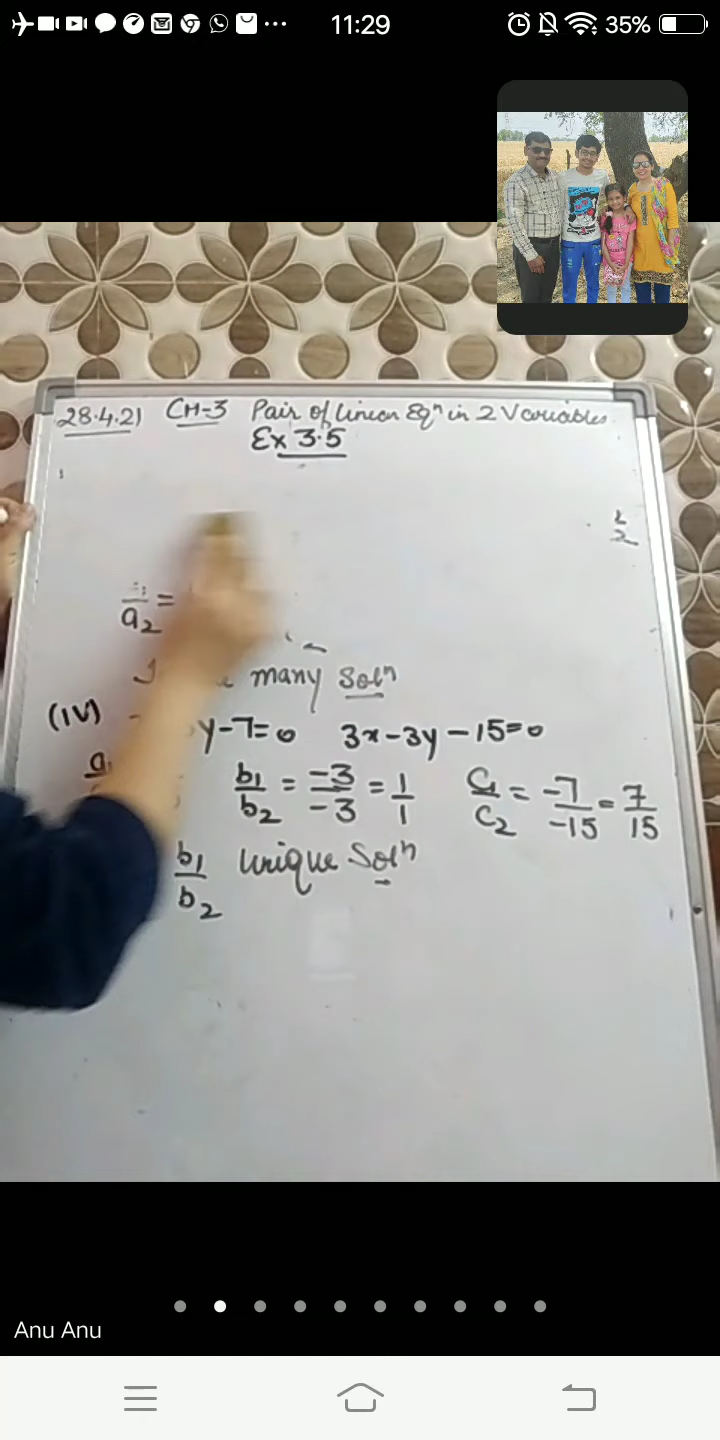 11:29
35%
28.4.21 CH-3 Pair of linear Eqⁿ in 2 Variables
Ex 3.5
1
2
a2 =
many Solⁿ
(IV) y-7=0 3x-3y-15=0
b1/b2 = -3/-3 = 1/1 C1/C2 = -7/-15 = 7/15
b1/b2 Unique Solⁿ
Anu Anu